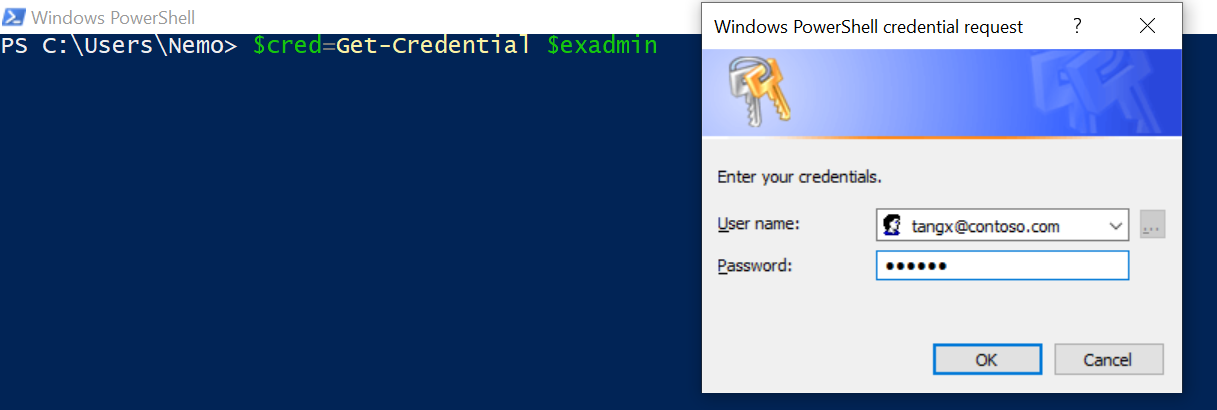 Windows PowerShell
PS C:\Users\Nemo> $cred=Get-Credential $exadmin
Windows PowerShell credential request ?
Enter your credentials.
User name: tangx@contoso.com ...
Password: ••••••
OK Cancel